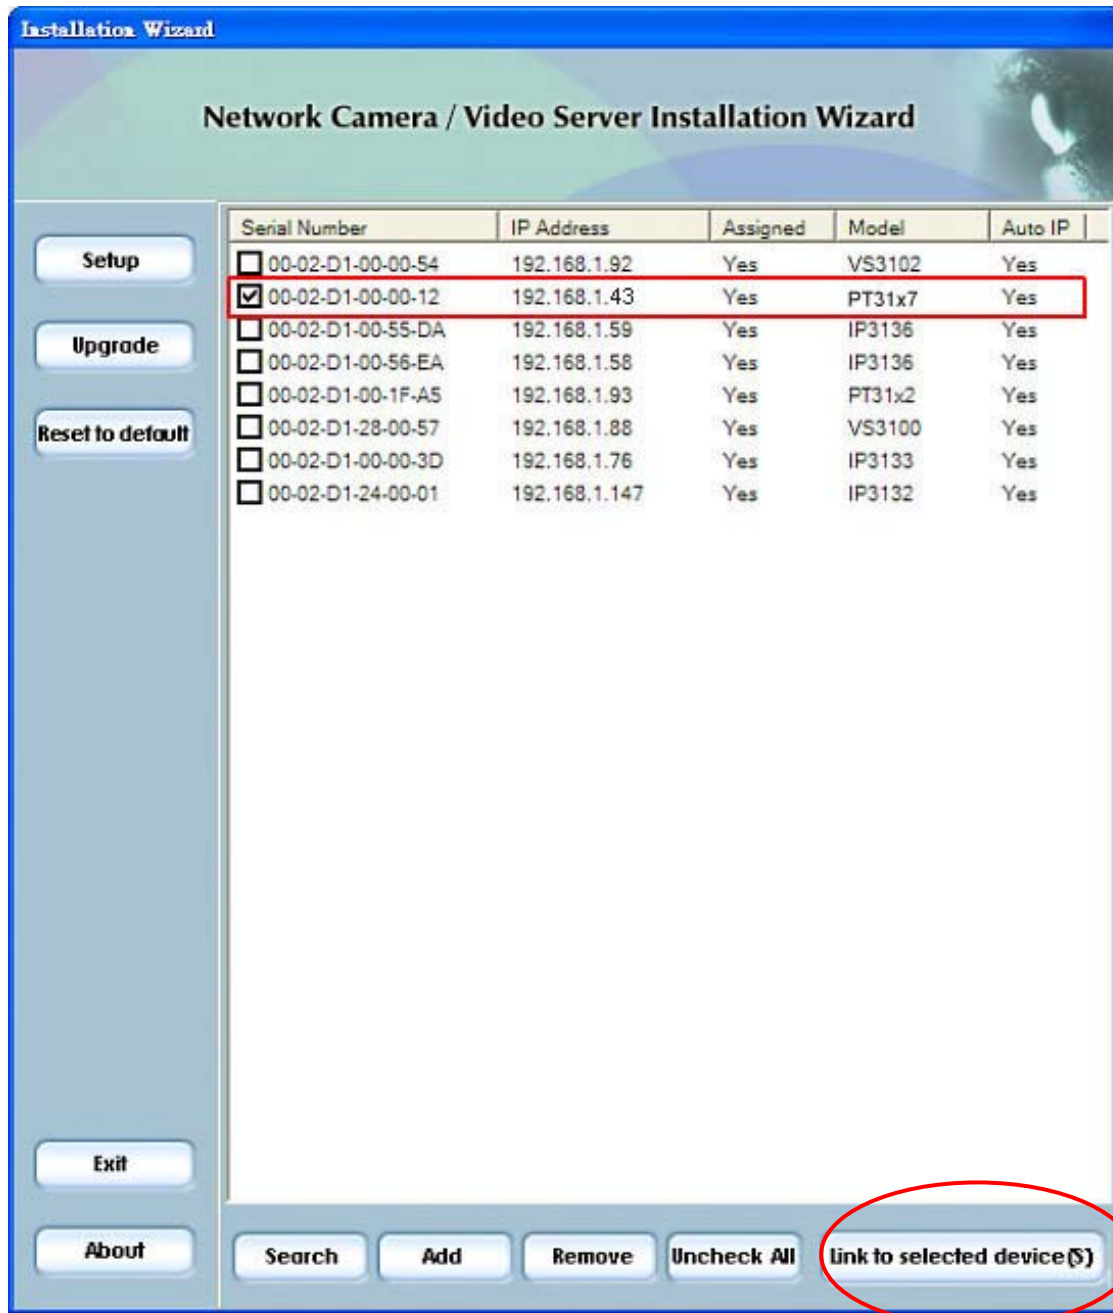 Installation Wizard
Network Camera / Video Server Installation Wizard
Setup
Upgrade
Reset to default
Exit
About
Serial Number IP Address Assigned Model Auto IP
00-02-D1-00-00-54 192.168.1.92 Yes VS3102 Yes
00-02-D1-00-00-12 192.168.1.43 Yes PT31x7 Yes
00-02-D1-00-55-DA 192.168.1.59 Yes IP3136 Yes
00-02-D1-00-56-EA 192.168.1.58 Yes IP3136 Yes
00-02-D1-00-1F-A5 192.168.1.93 Yes PT31x2 Yes
00-02-D1-28-00-57 192.168.1.88 Yes VS3100 Yes
00-02-D1-00-00-3D 192.168.1.76 Yes IP3133 Yes
00-02-D1-24-00-01 192.168.1.147 Yes IP3132 Yes
Search Add Remove Uncheck All Link to selected device(S)